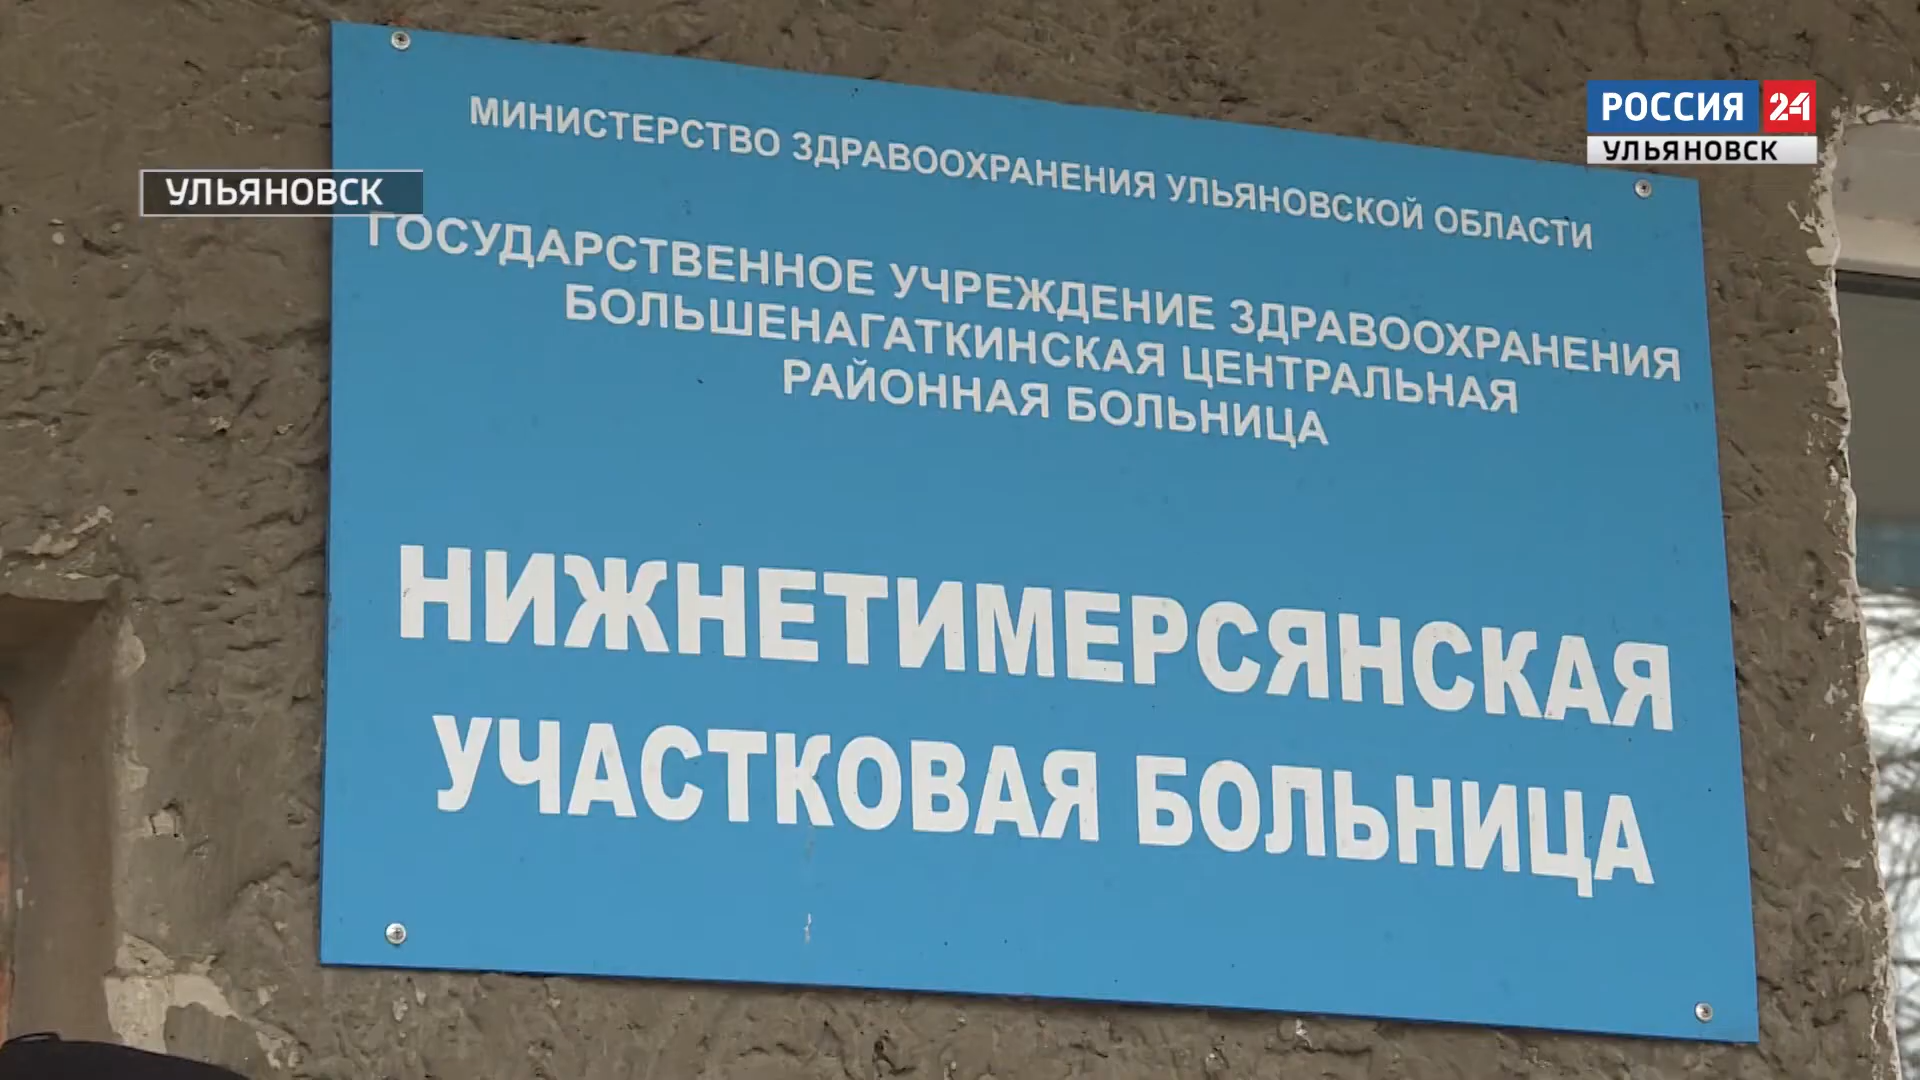 РОССИЯ 24
УЛЬЯНОВСК
УЛЬЯНОВСК
МИНИСТЕРСТВО ЗДРАВООХРАНЕНИЯ УЛЬЯНОВСКОЙ ОБЛАСТИ
ГОСУДАРСТВЕННОЕ УЧРЕЖДЕНИЕ ЗДРАВООХРАНЕНИЯ
БОЛЬШЕНАГАТКИНСКАЯ ЦЕНТРАЛЬНАЯ
РАЙОННАЯ БОЛЬНИЦА
НИЖНЕТИМЕРСЯНСКАЯ
УЧАСТКОВАЯ БОЛЬНИЦА